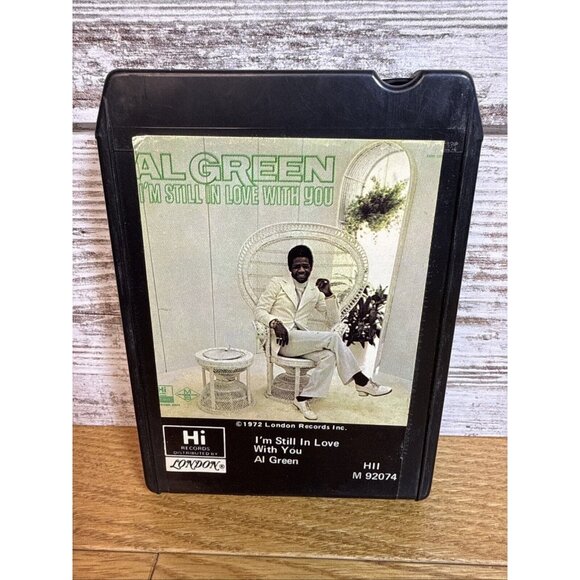 AL GREEN
I'M STILL IN LOVE WITH YOU
Hi
©1972 London Records Inc.
Hi
RECORDS
DISTRIBUTED BY
LONDON®
I'm Still In Love
With You
Al Green
HII
M 92074